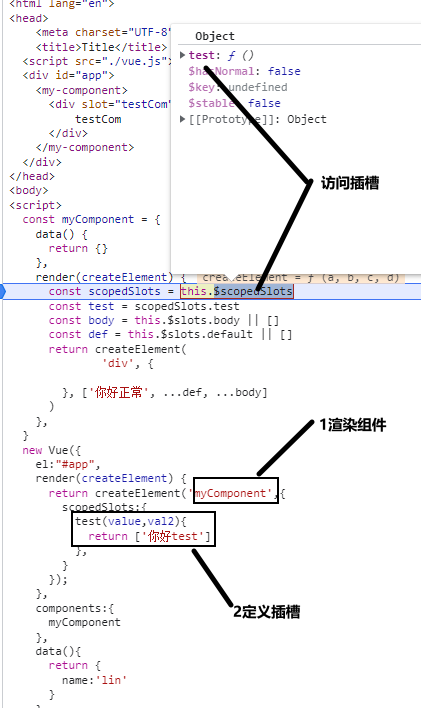 <html lang="en">
<head>
<meta charset="UTF-8"
<title>Title</title>
<script src="./vue.js">
<div id="app">
<my-component>
<div slot="testCom"
testCom
</div>
</my-component>
</div>
</head>
<body>
<script>
const myComponent = {
data() {
return {}
},
render(createElement) { createElement = ƒ (a, b, c, d)
const scopedSlots = this.$scopedSlots
const test = scopedSlots.test
const body = this.$slots.body || []
const def = this.$slots.default || []
return createElement(
'div', {
}, ['你好正常', ...def, ...body]
)
},
}
new Vue({
el:"#app",
render(createElement) {
return createElement('myComponent',{
scopedSlots:{
test(value,val2){
return ['你好test']
},
}
});
},
components:{
myComponent
},
data(){
return {
name:'lin'
}
}
Object
test: ƒ ()
$hasNormal: false
$key: undefined
$stable: false
[[Prototype]]: Object
访问插槽
1渲染组件
2定义插槽